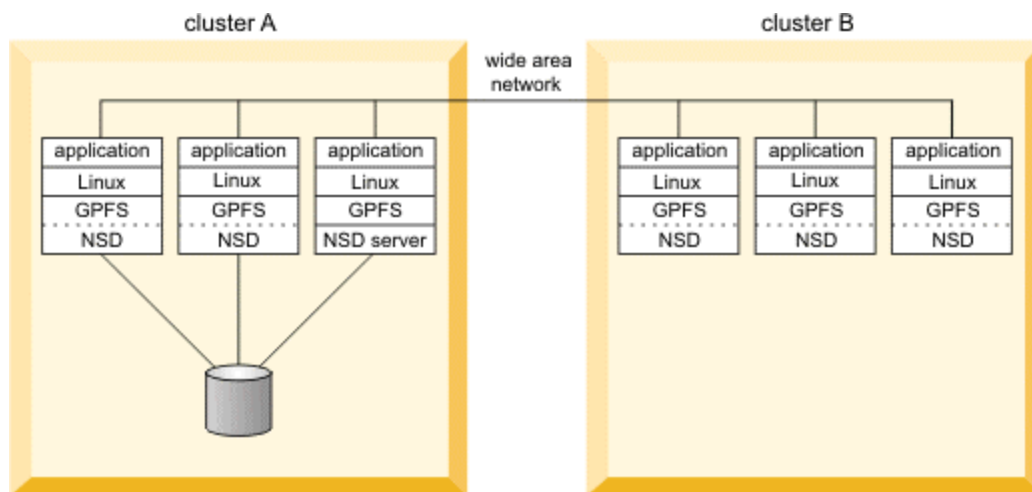 cluster A
cluster B
wide area
network
application application application application application application
Linux Linux Linux Linux Linux Linux
GPFS GPFS GPFS GPFS GPFS GPFS
NSD NSD NSD server NSD NSD NSD